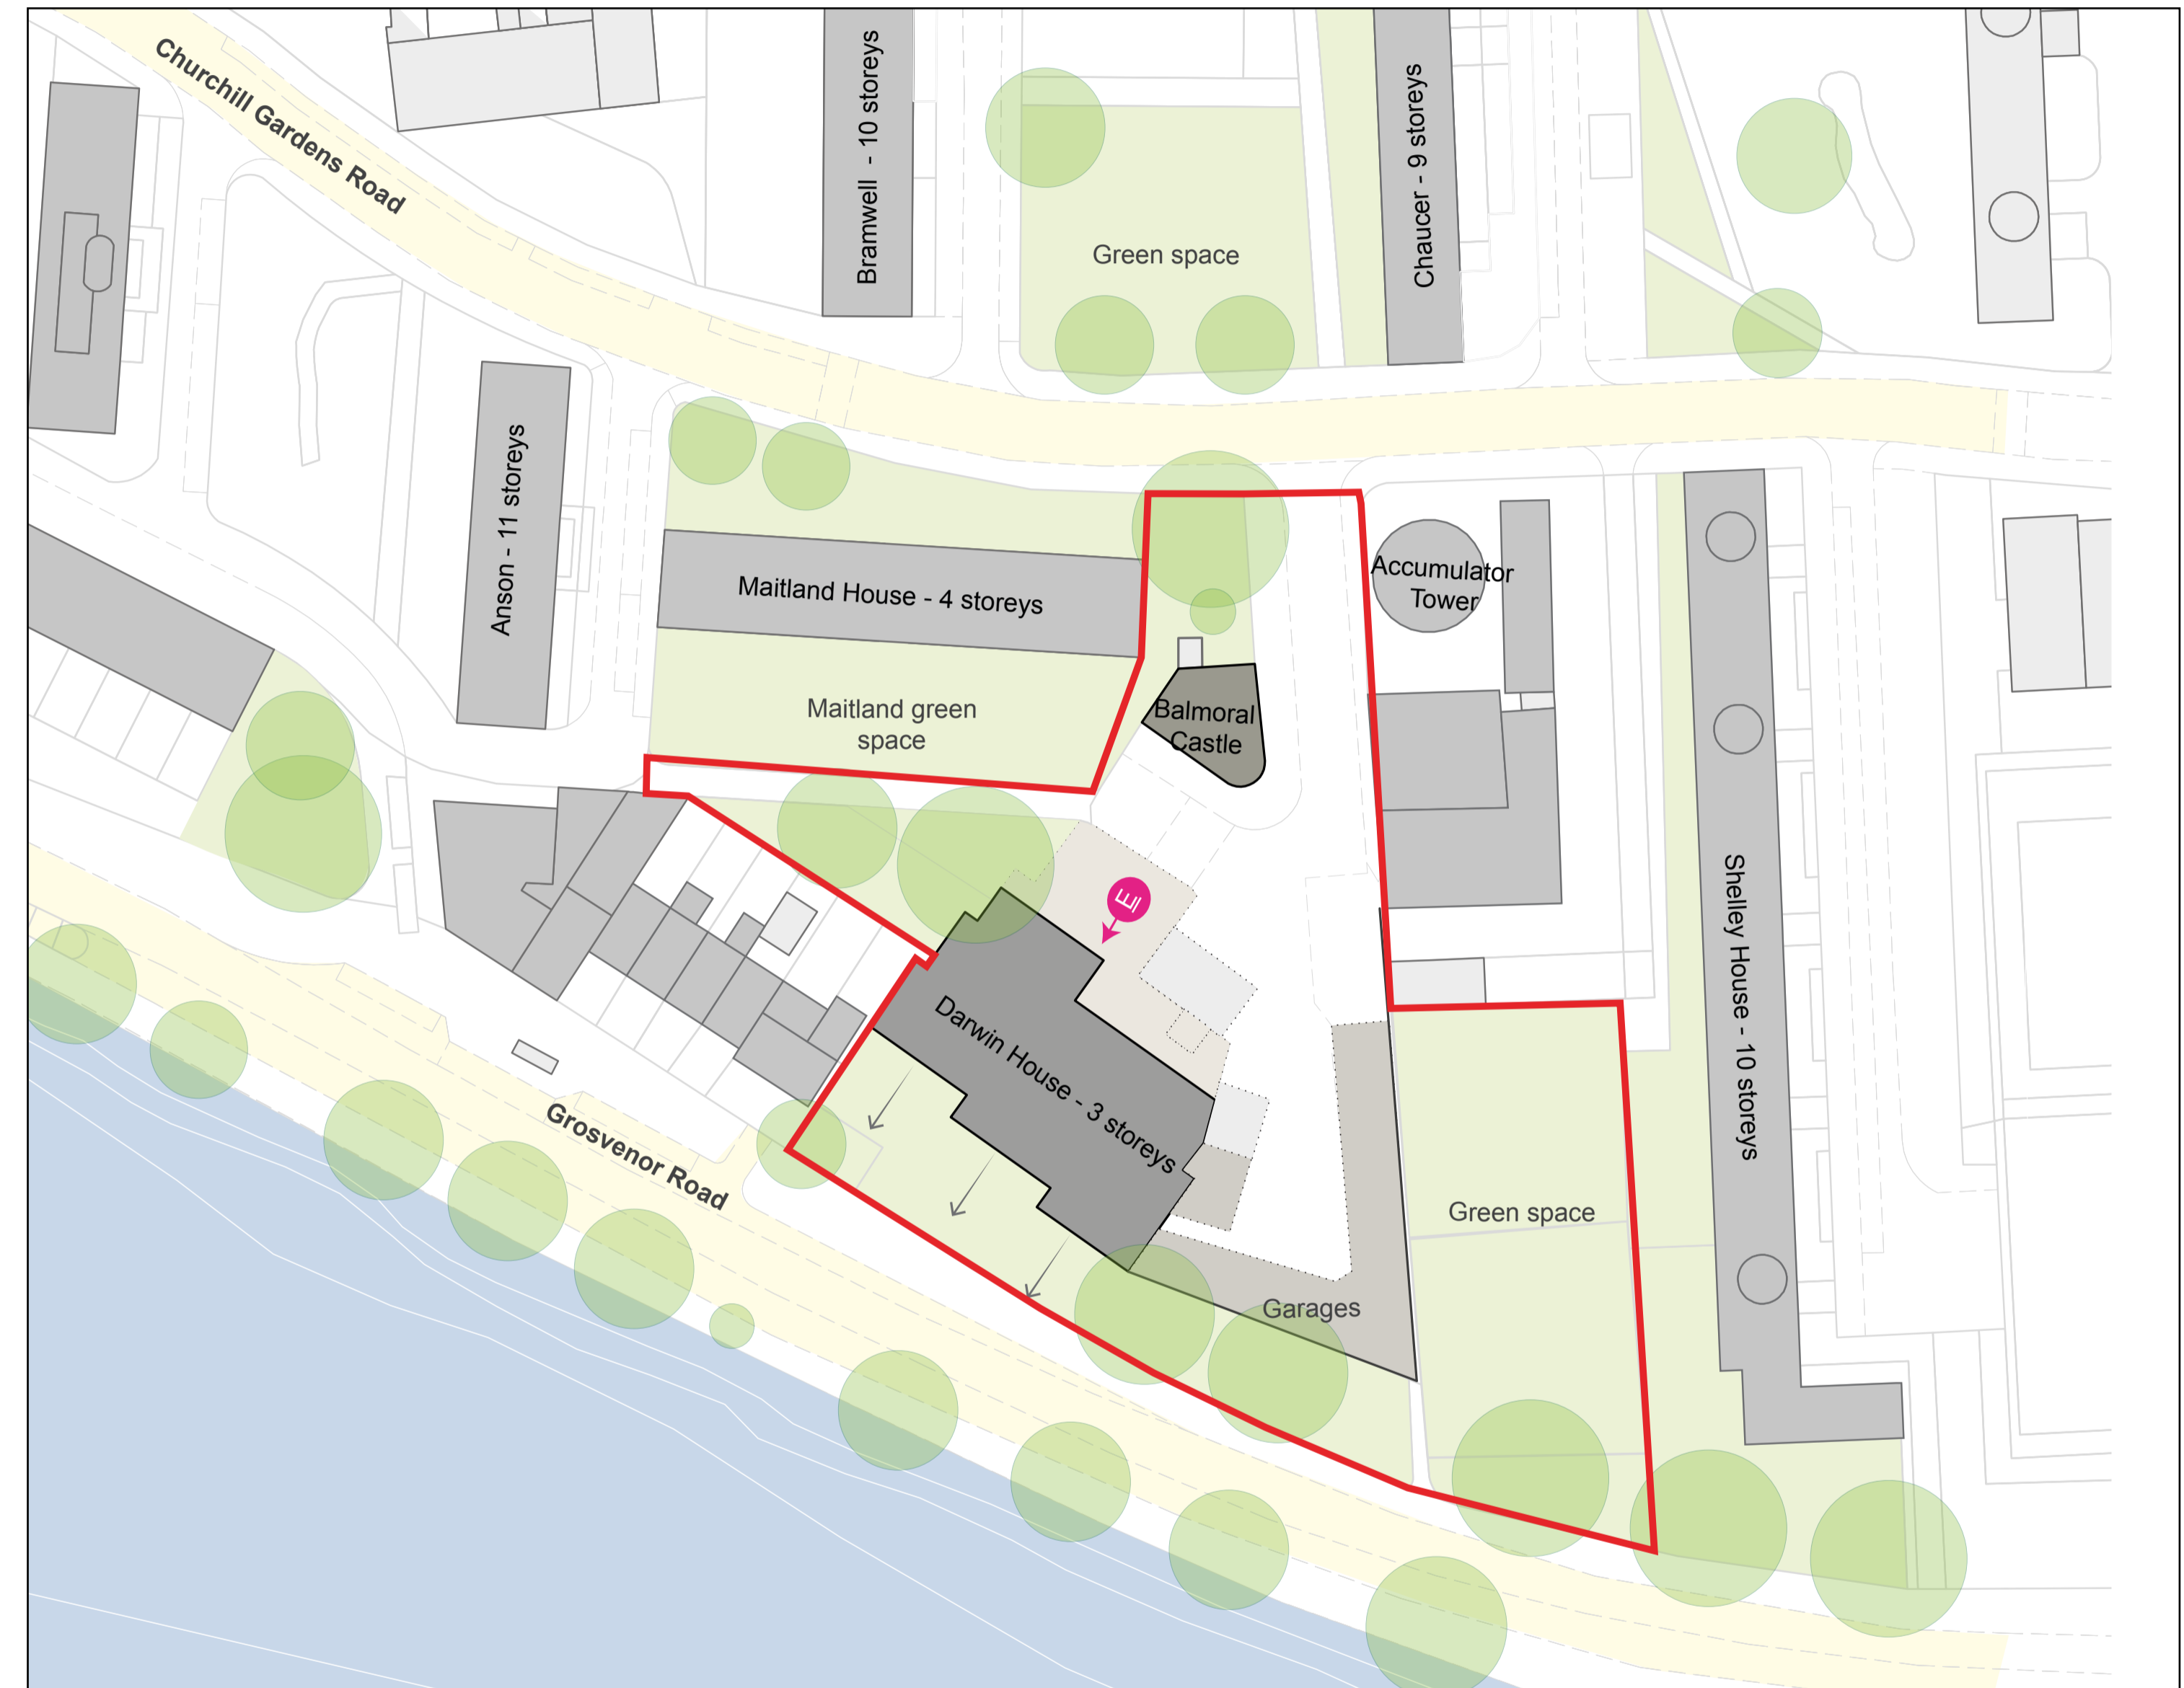 Churchill Gardens Road
Bramwell - 10 storeys
Chaucer - 9 storeys
Green space
Anson - 11 storeys
Maitland House - 4 storeys
Accumulator
Tower
Maitland green
space
Balmoral
Castle
E
Darwin House - 3 storeys
Shelley House - 10 storeys
Grosvenor Road
Green space
Garages